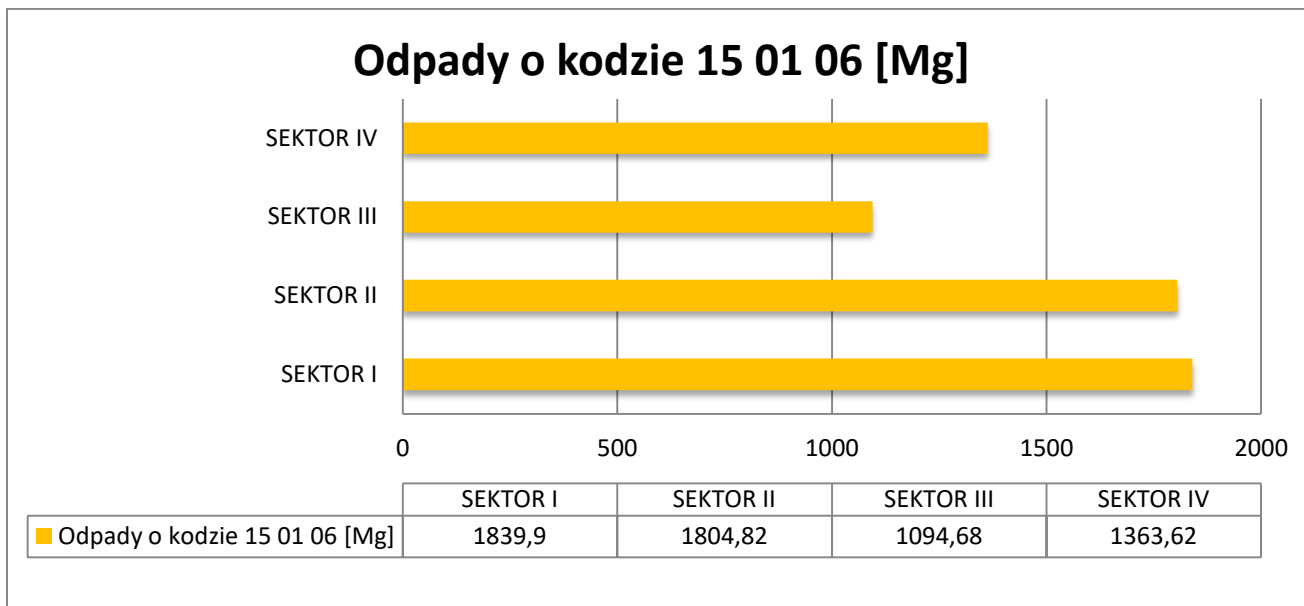 Odpady o kodzie 15 01 06 [Mg]
SEKTOR IV
SEKTOR III
SEKTOR II
SEKTOR I
0 500 1000 1500 2000
SEKTOR I SEKTOR II SEKTOR III SEKTOR IV
Odpady o kodzie 15 01 06 [Mg] 1839,9 1804,82 1094,68 1363,62